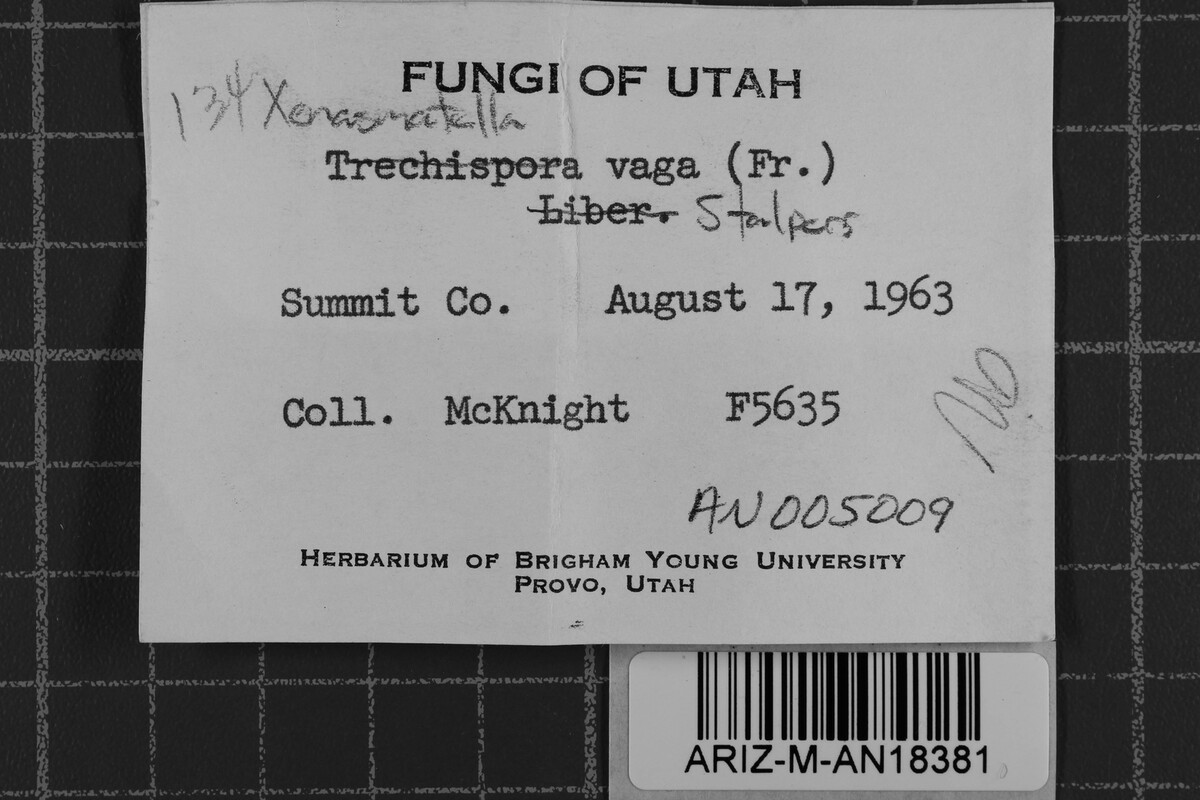 FUNGI OF UTAH
134 Xenasmatella
Trechispora vaga (Fr.)
Liber. Stalpers
Summit Co. August 17, 1963
Coll. McKnight F5635
AN005009
HERBARIUM OF BRIGHAM YOUNG UNIVERSITY
PROVO, UTAH
ARIZ-M-AN18381